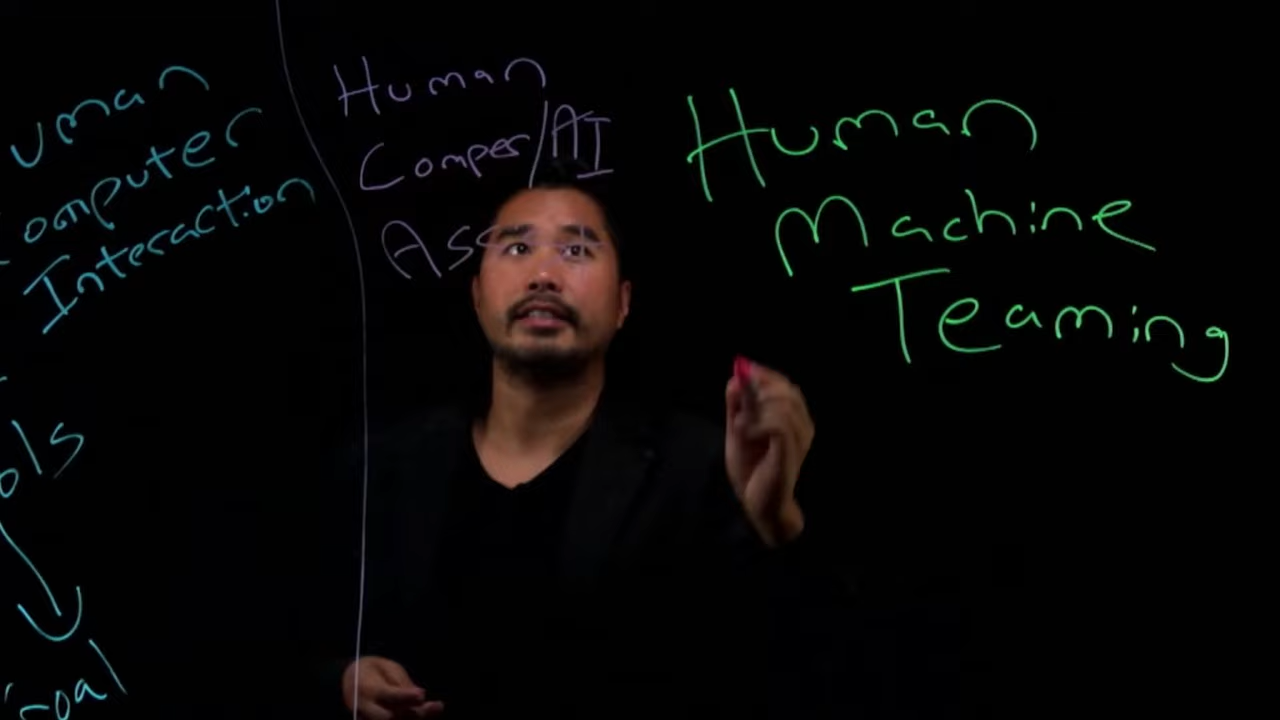 uman
omputer
Interaction
ols
oal
Human
Comper/AI
Human
Machine
Teaming